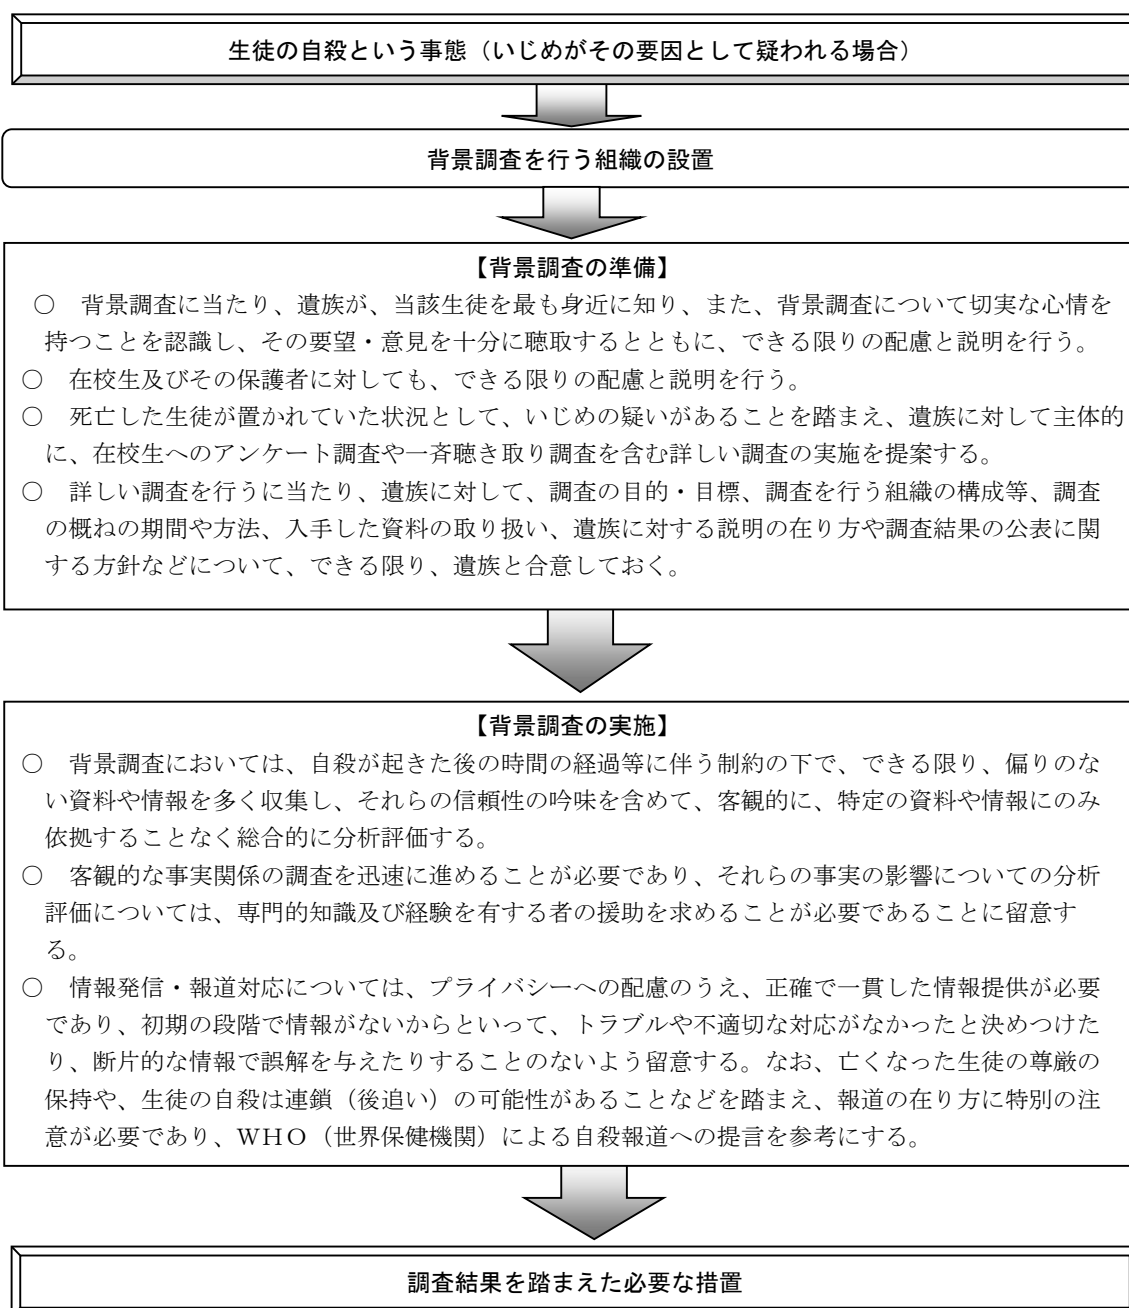 生徒の自殺という事態（いじめがその要因として疑われる場合）
背景調査を行う組織の設置
【背景調査の準備】
○　背景調査に当たり、遺族が、当該生徒を最も身近に知り、また、背景調査について切実な心情を
持つことを認識し、その要望・意見を十分に聴取するとともに、できる限りの配慮と説明を行う。
○　在校生及びその保護者に対しても、できる限りの配慮と説明を行う。
○　死亡した生徒が置かれていた状況として、いじめの疑いがあることを踏まえ、遺族に対して主体的
に、在校生へのアンケート調査や一斉聴き取り調査を含む詳しい調査の実施を提案する。
○　詳しい調査を行うに当たり、遺族に対して、調査の目的・目標、調査を行う組織の構成等、調査
の概ねの期間や方法、入手した資料の取り扱い、遺族に対する説明の在り方や調査結果の公表に関
する方針などについて、できる限り、遺族と合意しておく。
【背景調査の実施】
○　背景調査においては、自殺が起きた後の時間の経過等に伴う制約の下で、できる限り、偏りのな
い資料や情報を多く収集し、それらの信頼性の吟味を含めて、客観的に、特定の資料や情報にのみ
依拠することなく総合的に分析評価する。
○　客観的な事実関係の調査を迅速に進めることが必要であり、それらの事実の影響についての分析
評価については、専門的知識及び経験を有する者の援助を求めることが必要であることに留意す
る。
○　情報発信・報道対応については、プライバシーへの配慮のうえ、正確で一貫した情報提供が必要
であり、初期の段階で情報がないからといって、トラブルや不適切な対応がなかったと決めつけた
り、断片的な情報で誤解を与えたりすることのないよう留意する。なお、亡くなった生徒の尊厳の
保持や、生徒の自殺は連鎖（後追い）の可能性があることなどを踏まえ、報道の在り方に特別の注
意が必要であり、ＷＨＯ（世界保健機関）による自殺報道への提言を参考にする。
調査結果を踏まえた必要な措置